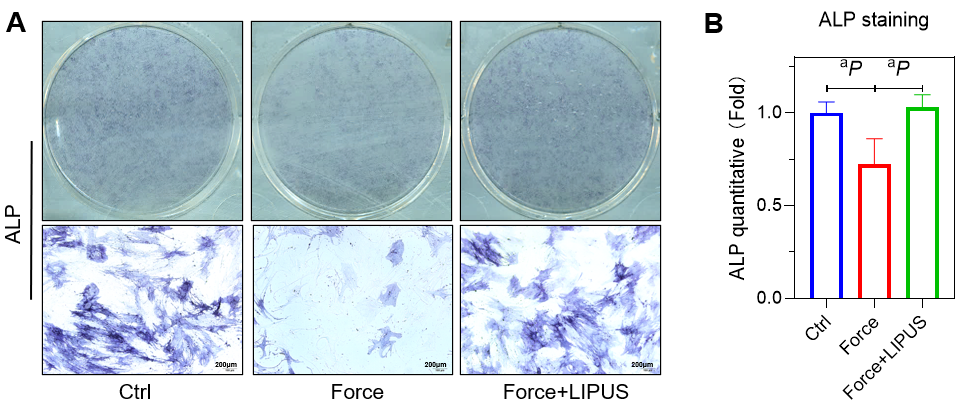 A
ALP
200μm
200μm
200μm
Ctrl
Force
Force+LIPUS
B
ALP staining
aP
aP
ALP quantitative (Fold)
1.0
0.5
0.0
Ctrl
Force
Force+LIPUS